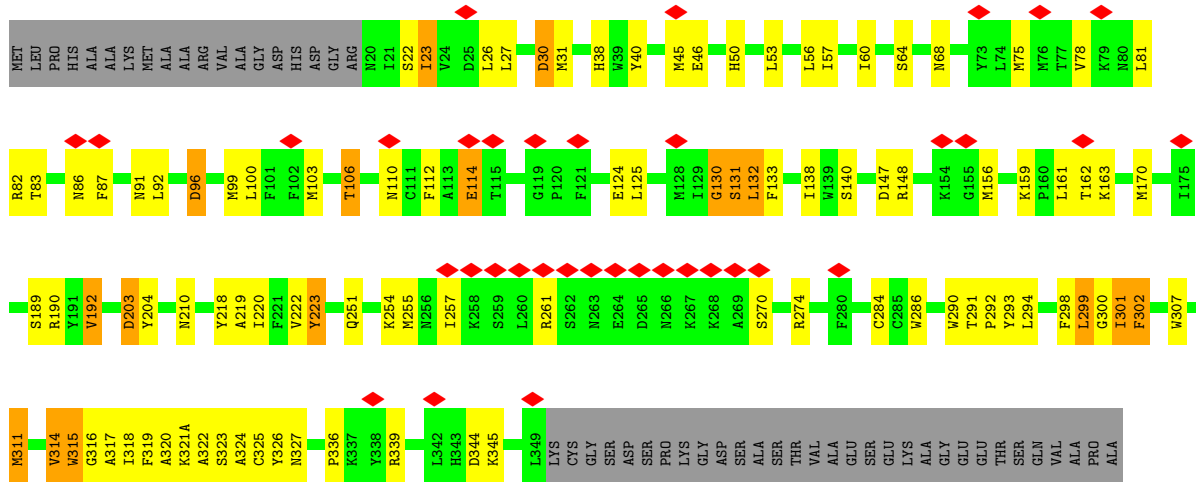 MET LEU PRO HIS ALA ALA LYS MET ALA ALA ARG VAL ALA GLY ASP HIS ASP GLY ARG N20 I21 S22 I23 V24 D25 L26 L27 D30 M31 H38 W39 Y40 M45 E46 H50 L53 L56 I57 I60 S64 N68 Y73 L74 M75 M76 T77 V78 K79 N80 L81
R82 T83 N86 F87 N91 L92 D96 M99 L100 F101 F102 M103 T106 N110 C111 F112 A113 E114 T115 G119 P120 F121 E124 L125 M128 I129 G130 S131 L132 F133 I138 W139 S140 D147 R148 K154 G155 M156 K159 P160 L161 T162 K163 M170 I175
S189 R190 Y191 V192 D203 Y204 N210 Y218 A219 I220 F221 V222 Y223 Q251 K254 M255 N256 I257 K258 S259 L260 R261 S262 N263 E264 D265 N266 K267 K268 A269 S270 R274 F280 C284 C285 W286 W290 T291 P292 Y293 L294 F298 L299 G300 I301 F302 W307
M311 V314 W315 G316 A317 I318 F319 A320 K321A A322 S323 A324 C325 Y326 N327 P336 K337 Y338 R339 L342 H343 D344 K345 L349 LYS CYS GLY SER ASP SER PRO LYS GLY ASP SER ALA SER THR VAL ALA GLU SER GLU LYS ALA GLY GLU GLU THR SER GLN VAL ALA PRO ALA